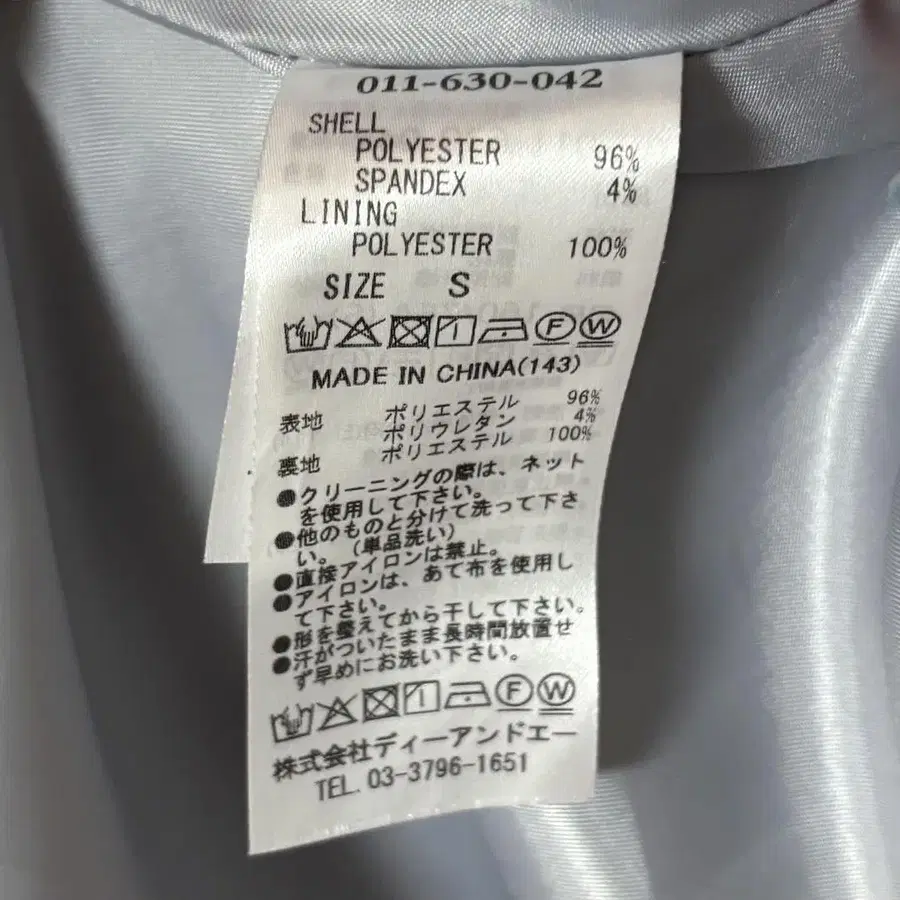 011-630-042
SHELL
POLYESTER 96%
SPANDEX 4%
LINING
POLYESTER 100%
SIZE S
F W
MADE IN CHINA(143)
表地 ポリエステル 96%
ポリウレタン 4%
裏地 ポリエステル 100%
●クリーニングの際は、ネット
を使用して下さい。
●他のものと分けて洗って下さ
い。(単品洗い)
●直接アイロンは禁止。
●アイロンは、あて布を使用し
て下さい。
●形を整えてから干して下さい。
●汗がついたまま長時間放置せ
ず早めにお洗い下さい。
F W
株式会社ディーアンドエー
TEL. 03-3796-1651